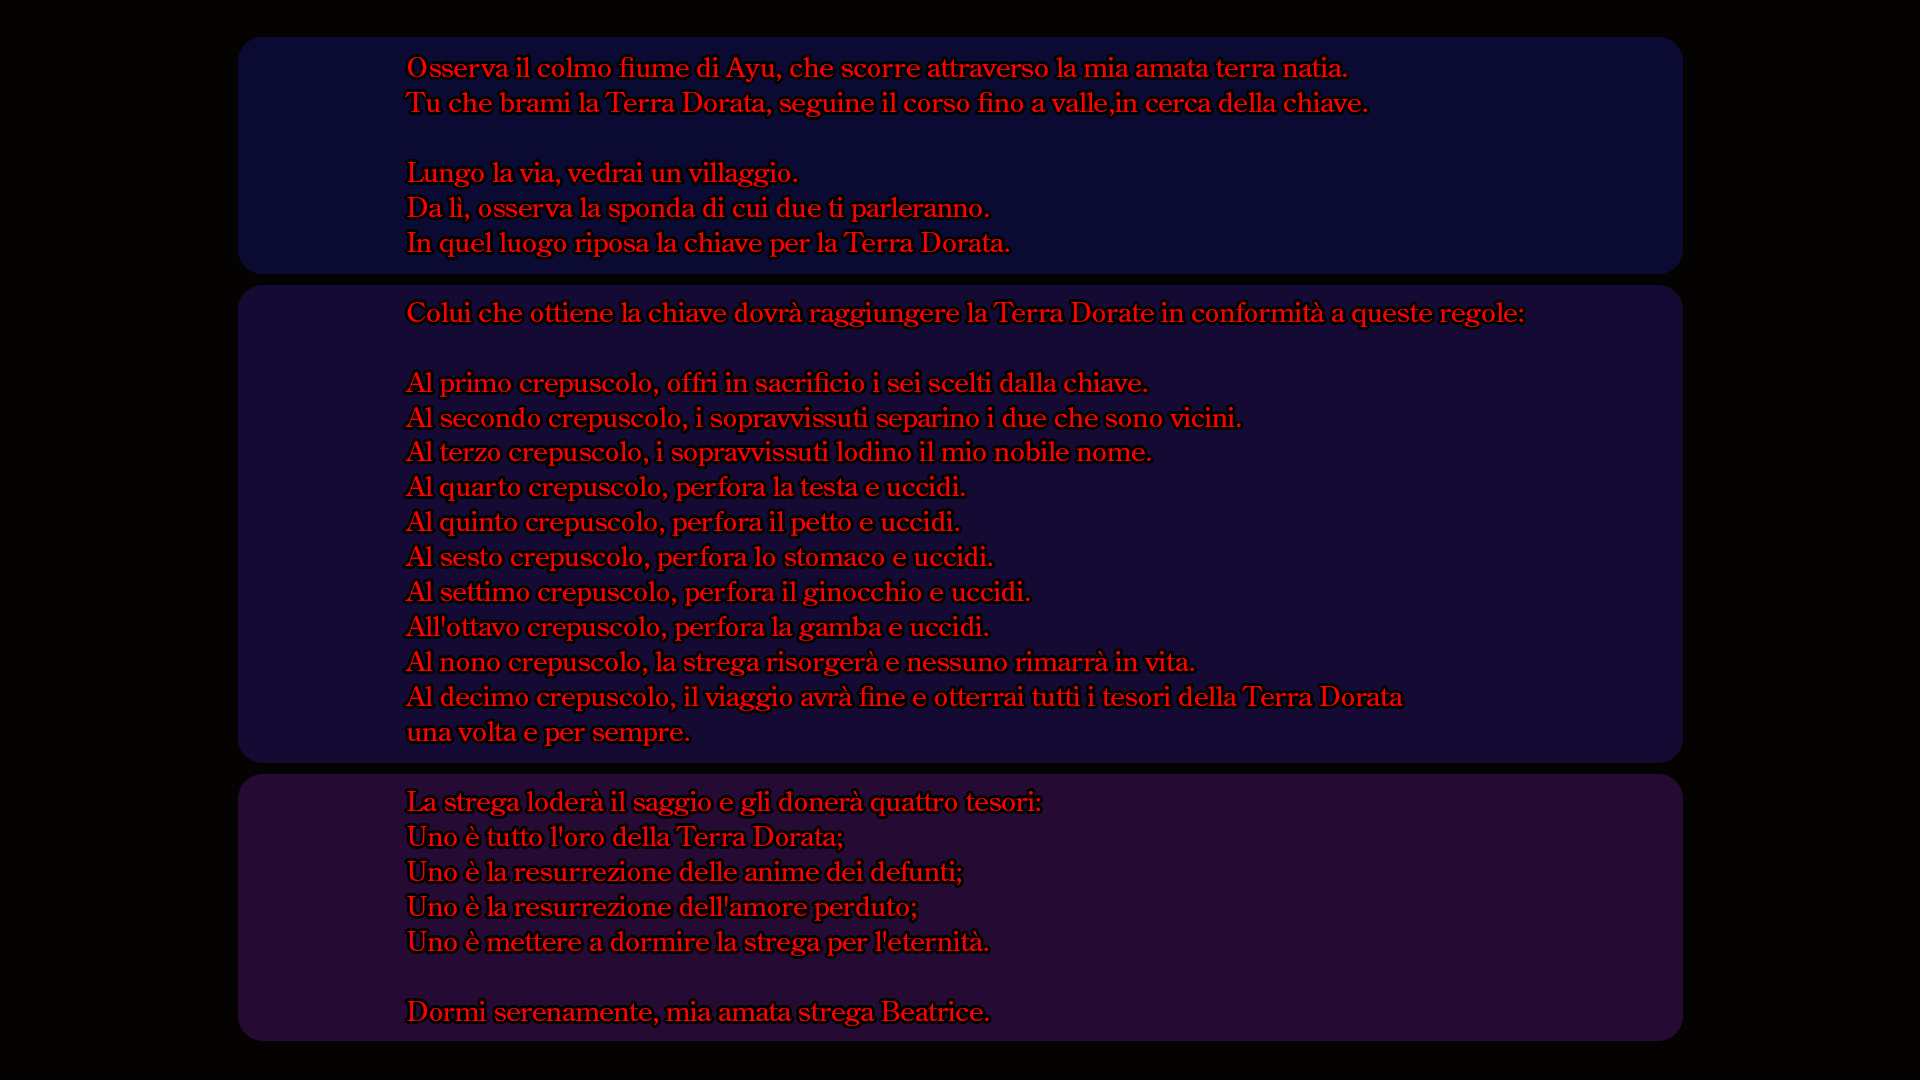 Osserva il colmo fiume di Ayu, che scorre attraverso la mia amata terra natia.
Tu che brami la Terra Dorata, seguine il corso fino a valle,in cerca della chiave.
Lungo la via, vedrai un villaggio.
Da lì, osserva la sponda di cui due ti parleranno.
In quel luogo riposa la chiave per la Terra Dorata.
Colui che ottiene la chiave dovrà raggiungere la Terra Dorate in conformità a queste regole:
Al primo crepuscolo, offri in sacrificio i sei scelti dalla chiave.
Al secondo crepuscolo, i sopravvissuti separino i due che sono vicini.
Al terzo crepuscolo, i sopravvissuti lodino il mio nobile nome.
Al quarto crepuscolo, perfora la testa e uccidi.
Al quinto crepuscolo, perfora il petto e uccidi.
Al sesto crepuscolo, perfora lo stomaco e uccidi.
Al settimo crepuscolo, perfora il ginocchio e uccidi.
All'ottavo crepuscolo, perfora la gamba e uccidi.
Al nono crepuscolo, la strega risorgerà e nessuno rimarrà in vita.
Al decimo crepuscolo, il viaggio avrà fine e otterrai tutti i tesori della Terra Dorata
una volta e per sempre.
La strega loderà il saggio e gli donerà quattro tesori:
Uno è tutto l'oro della Terra Dorata;
Uno è la resurrezione delle anime dei defunti;
Uno è la resurrezione dell'amore perduto;
Uno è mettere a dormire la strega per l'eternità.
Dormi serenamente, mia amata strega Beatrice.